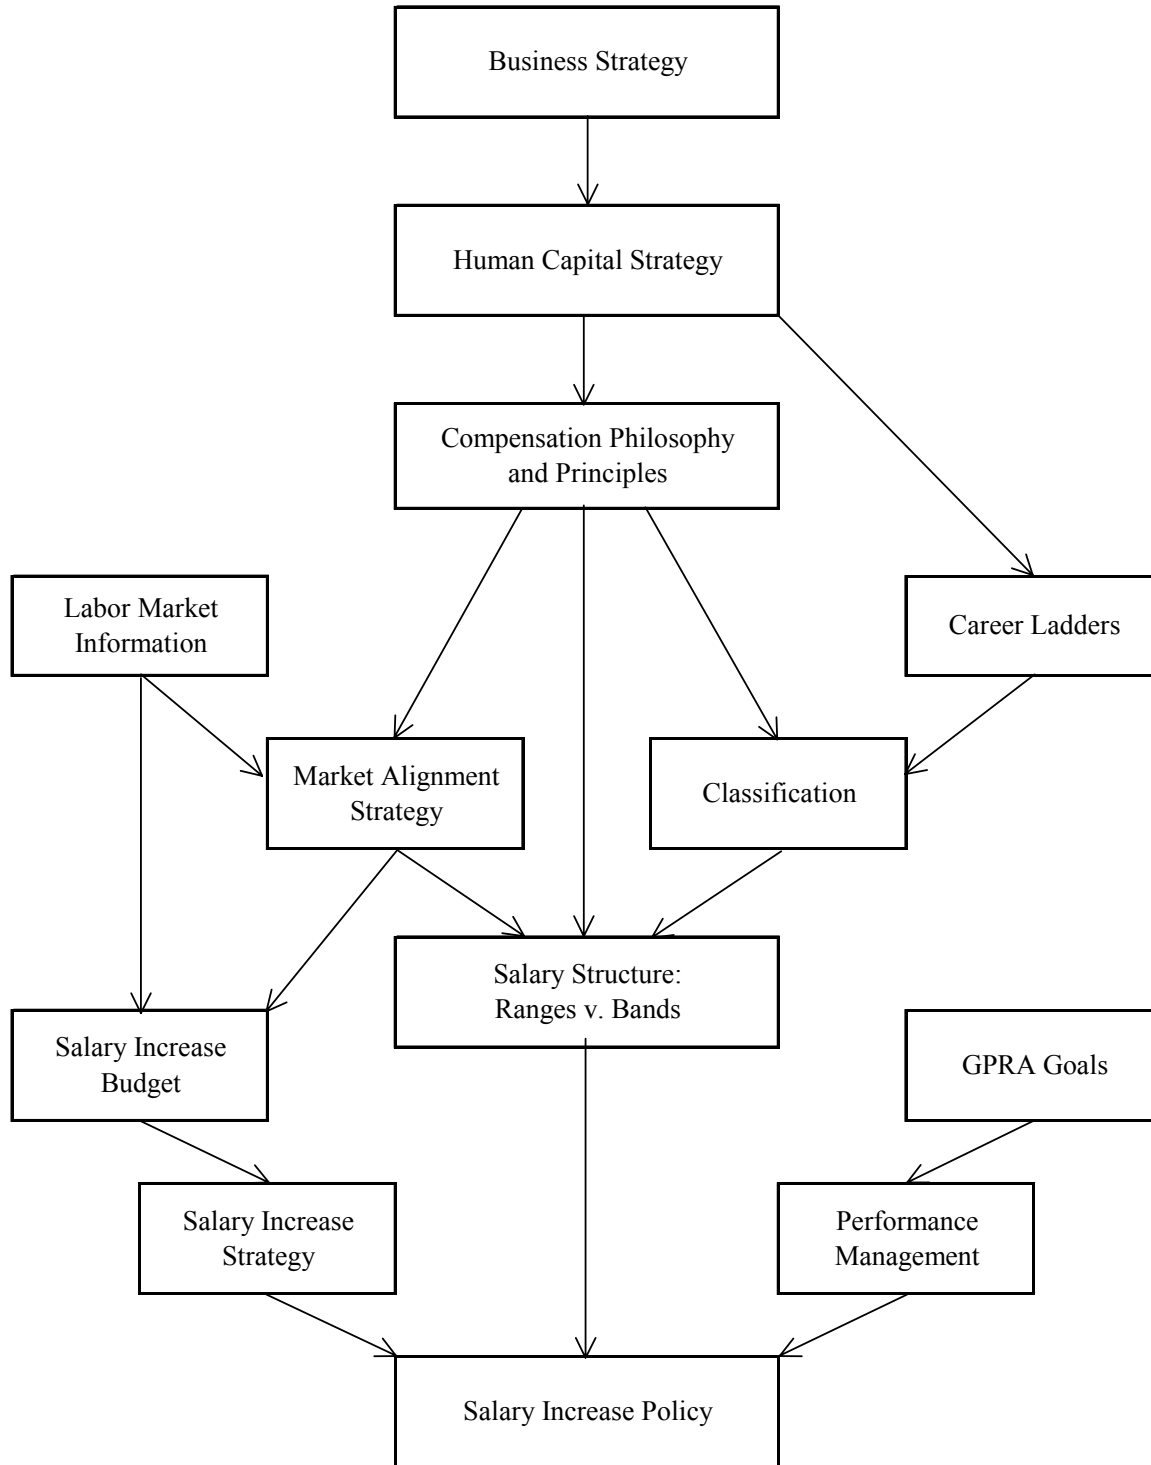 Business Strategy
Human Capital Strategy
Compensation Philosophy
and Principles
Labor Market
Information
Career Ladders
Market Alignment
Strategy
Classification
Salary Structure:
Ranges v. Bands
Salary Increase
Budget
GPRA Goals
Salary Increase
Strategy
Performance
Management
Salary Increase Policy